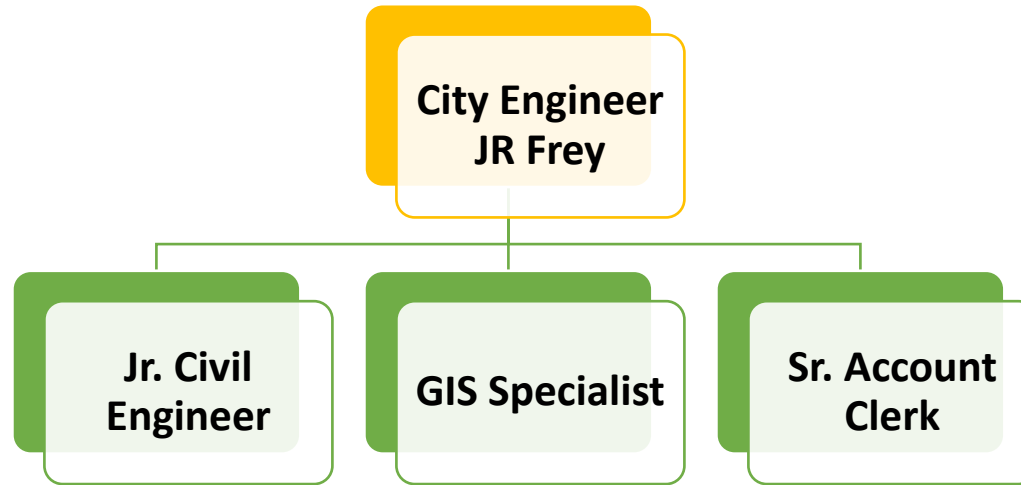 City Engineer
JR Frey
Jr. Civil
Engineer
GIS Specialist
Sr. Account
Clerk